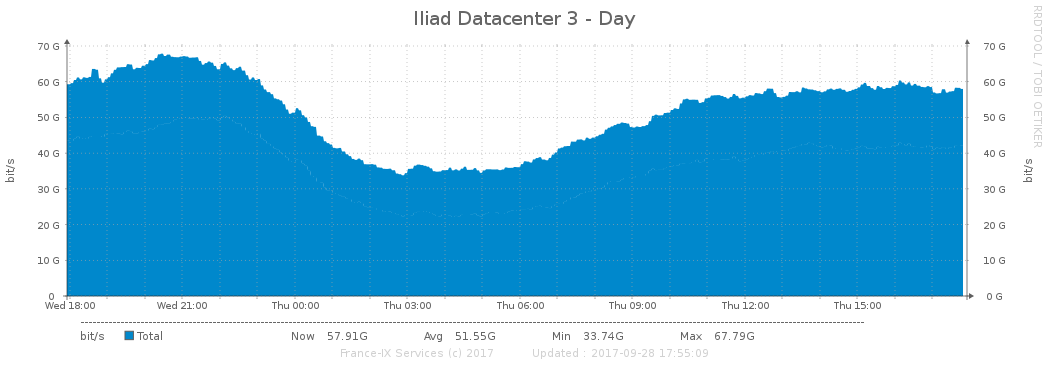 Iliad Datacenter 3 - Day
RRDTOOL / TOBI OETIKER
70 G 70 G
60 G 60 G
50 G 50 G
40 G 40 G
30 G 30 G
20 G 20 G
10 G 10 G
0 0 G
bit/s bit/s
Wed 18:00 Wed 21:00 Thu 00:00 Thu 03:00 Thu 06:00 Thu 09:00 Thu 12:00 Thu 15:00
bit/s Total Now 57.91G Avg 51.55G Min 33.74G Max 67.79G
France-IX Services (c) 2017 Updated : 2017-09-28 17:55:09